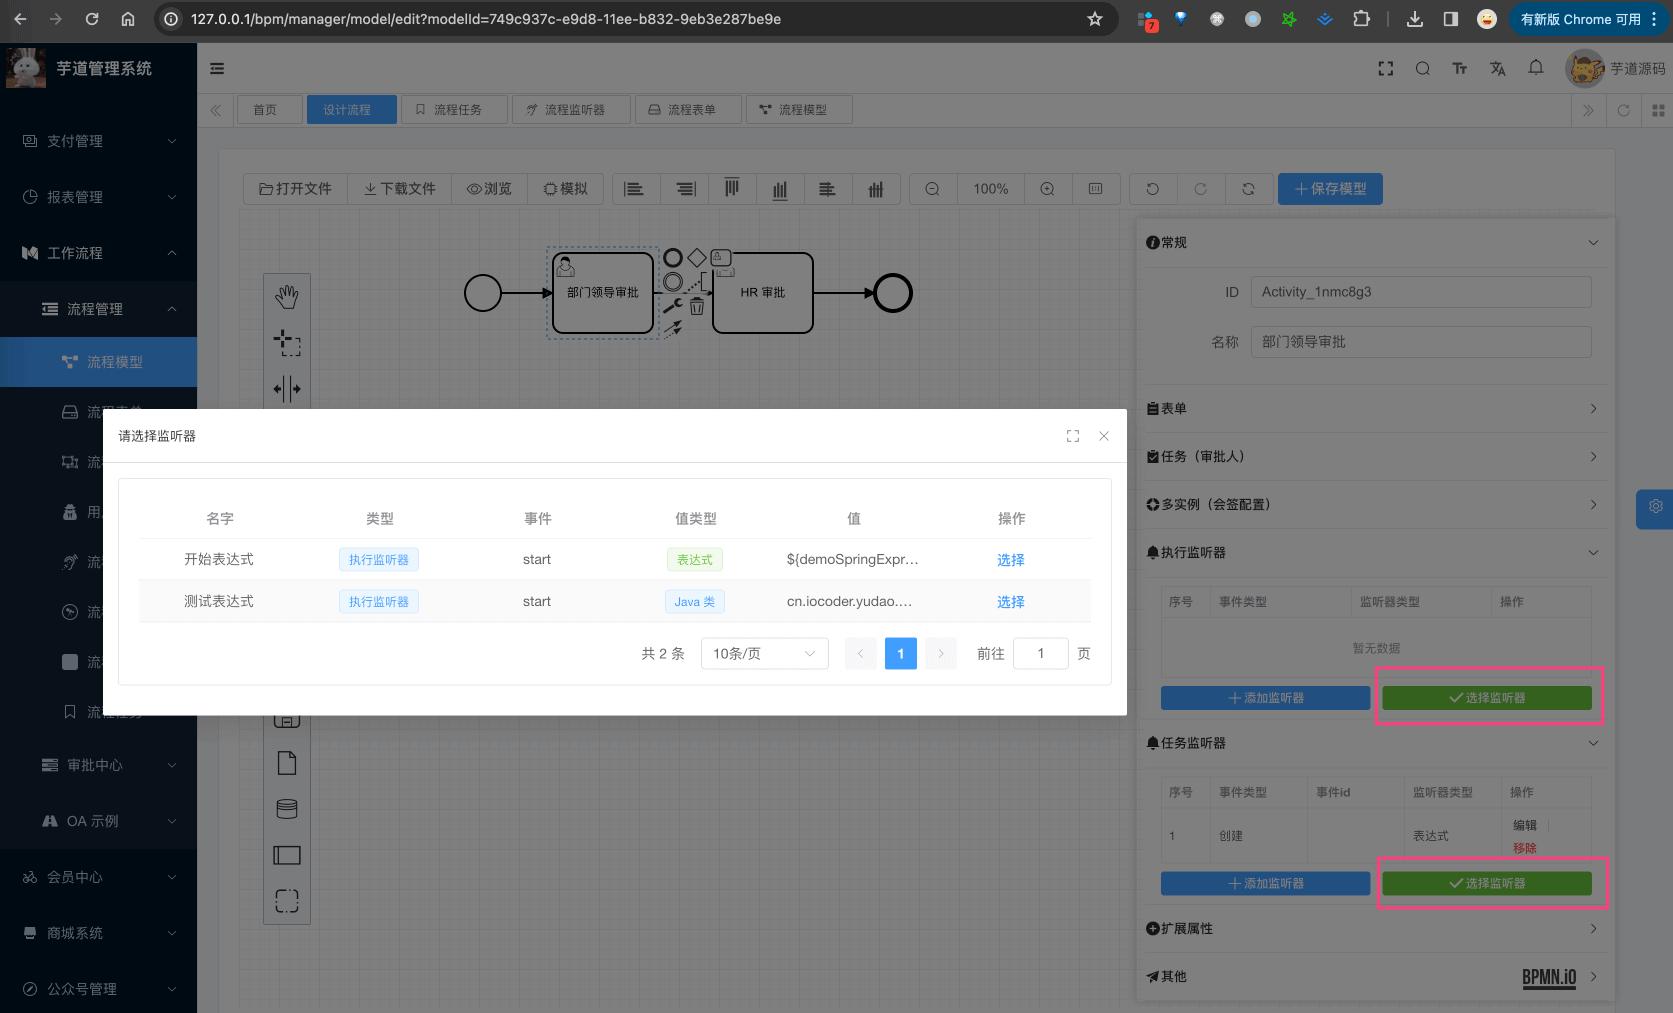 127.0.0.1/bpm/manager/model/edit?modelId=749c937c-e9d8-11ee-b832-9eb3e287be9e
7
有新版 Chrome 可用
芋道管理系统
芋道源码
首页
设计流程
流程任务
流程监听器
流程表单
流程模型
支付管理
报表管理
工作流程
流程管理
流程模型
审批中心
OA 示例
会员中心
商城系统
公众号管理
打开文件
下载文件
浏览
模拟
100%
保存模型
部门领导审批
HR 审批
常规
ID
Activity_1nmc8g3
名称
部门领导审批
表单
任务（审批人）
多实例（会签配置）
执行监听器
序号
事件类型
监听器类型
操作
暂无数据
添加监听器
选择监听器
任务监听器
序号
事件类型
事件id
监听器类型
操作
1
创建
表达式
编辑
移除
添加监听器
选择监听器
扩展属性
其他
BPMN.iO
请选择监听器
名字
类型
事件
值类型
值
操作
开始表达式
执行监听器
start
表达式
${demoSpringExpr...
选择
测试表达式
执行监听器
start
Java 类
cn.iocoder.yudao....
选择
共 2 条
10条/页
1
前往
1
页